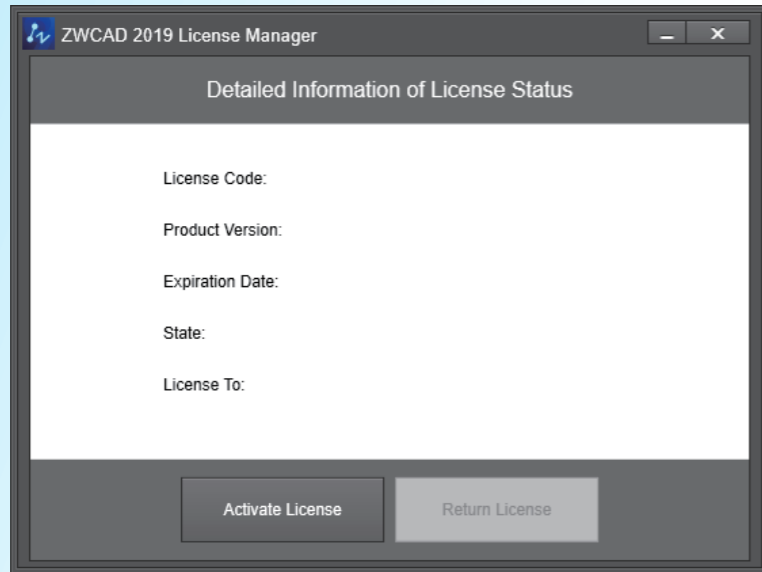 ZWCAD 2019 License Manager
Detailed Information of License Status
License Code:
Product Version:
Expiration Date:
State:
License To:
Activate License
Return License